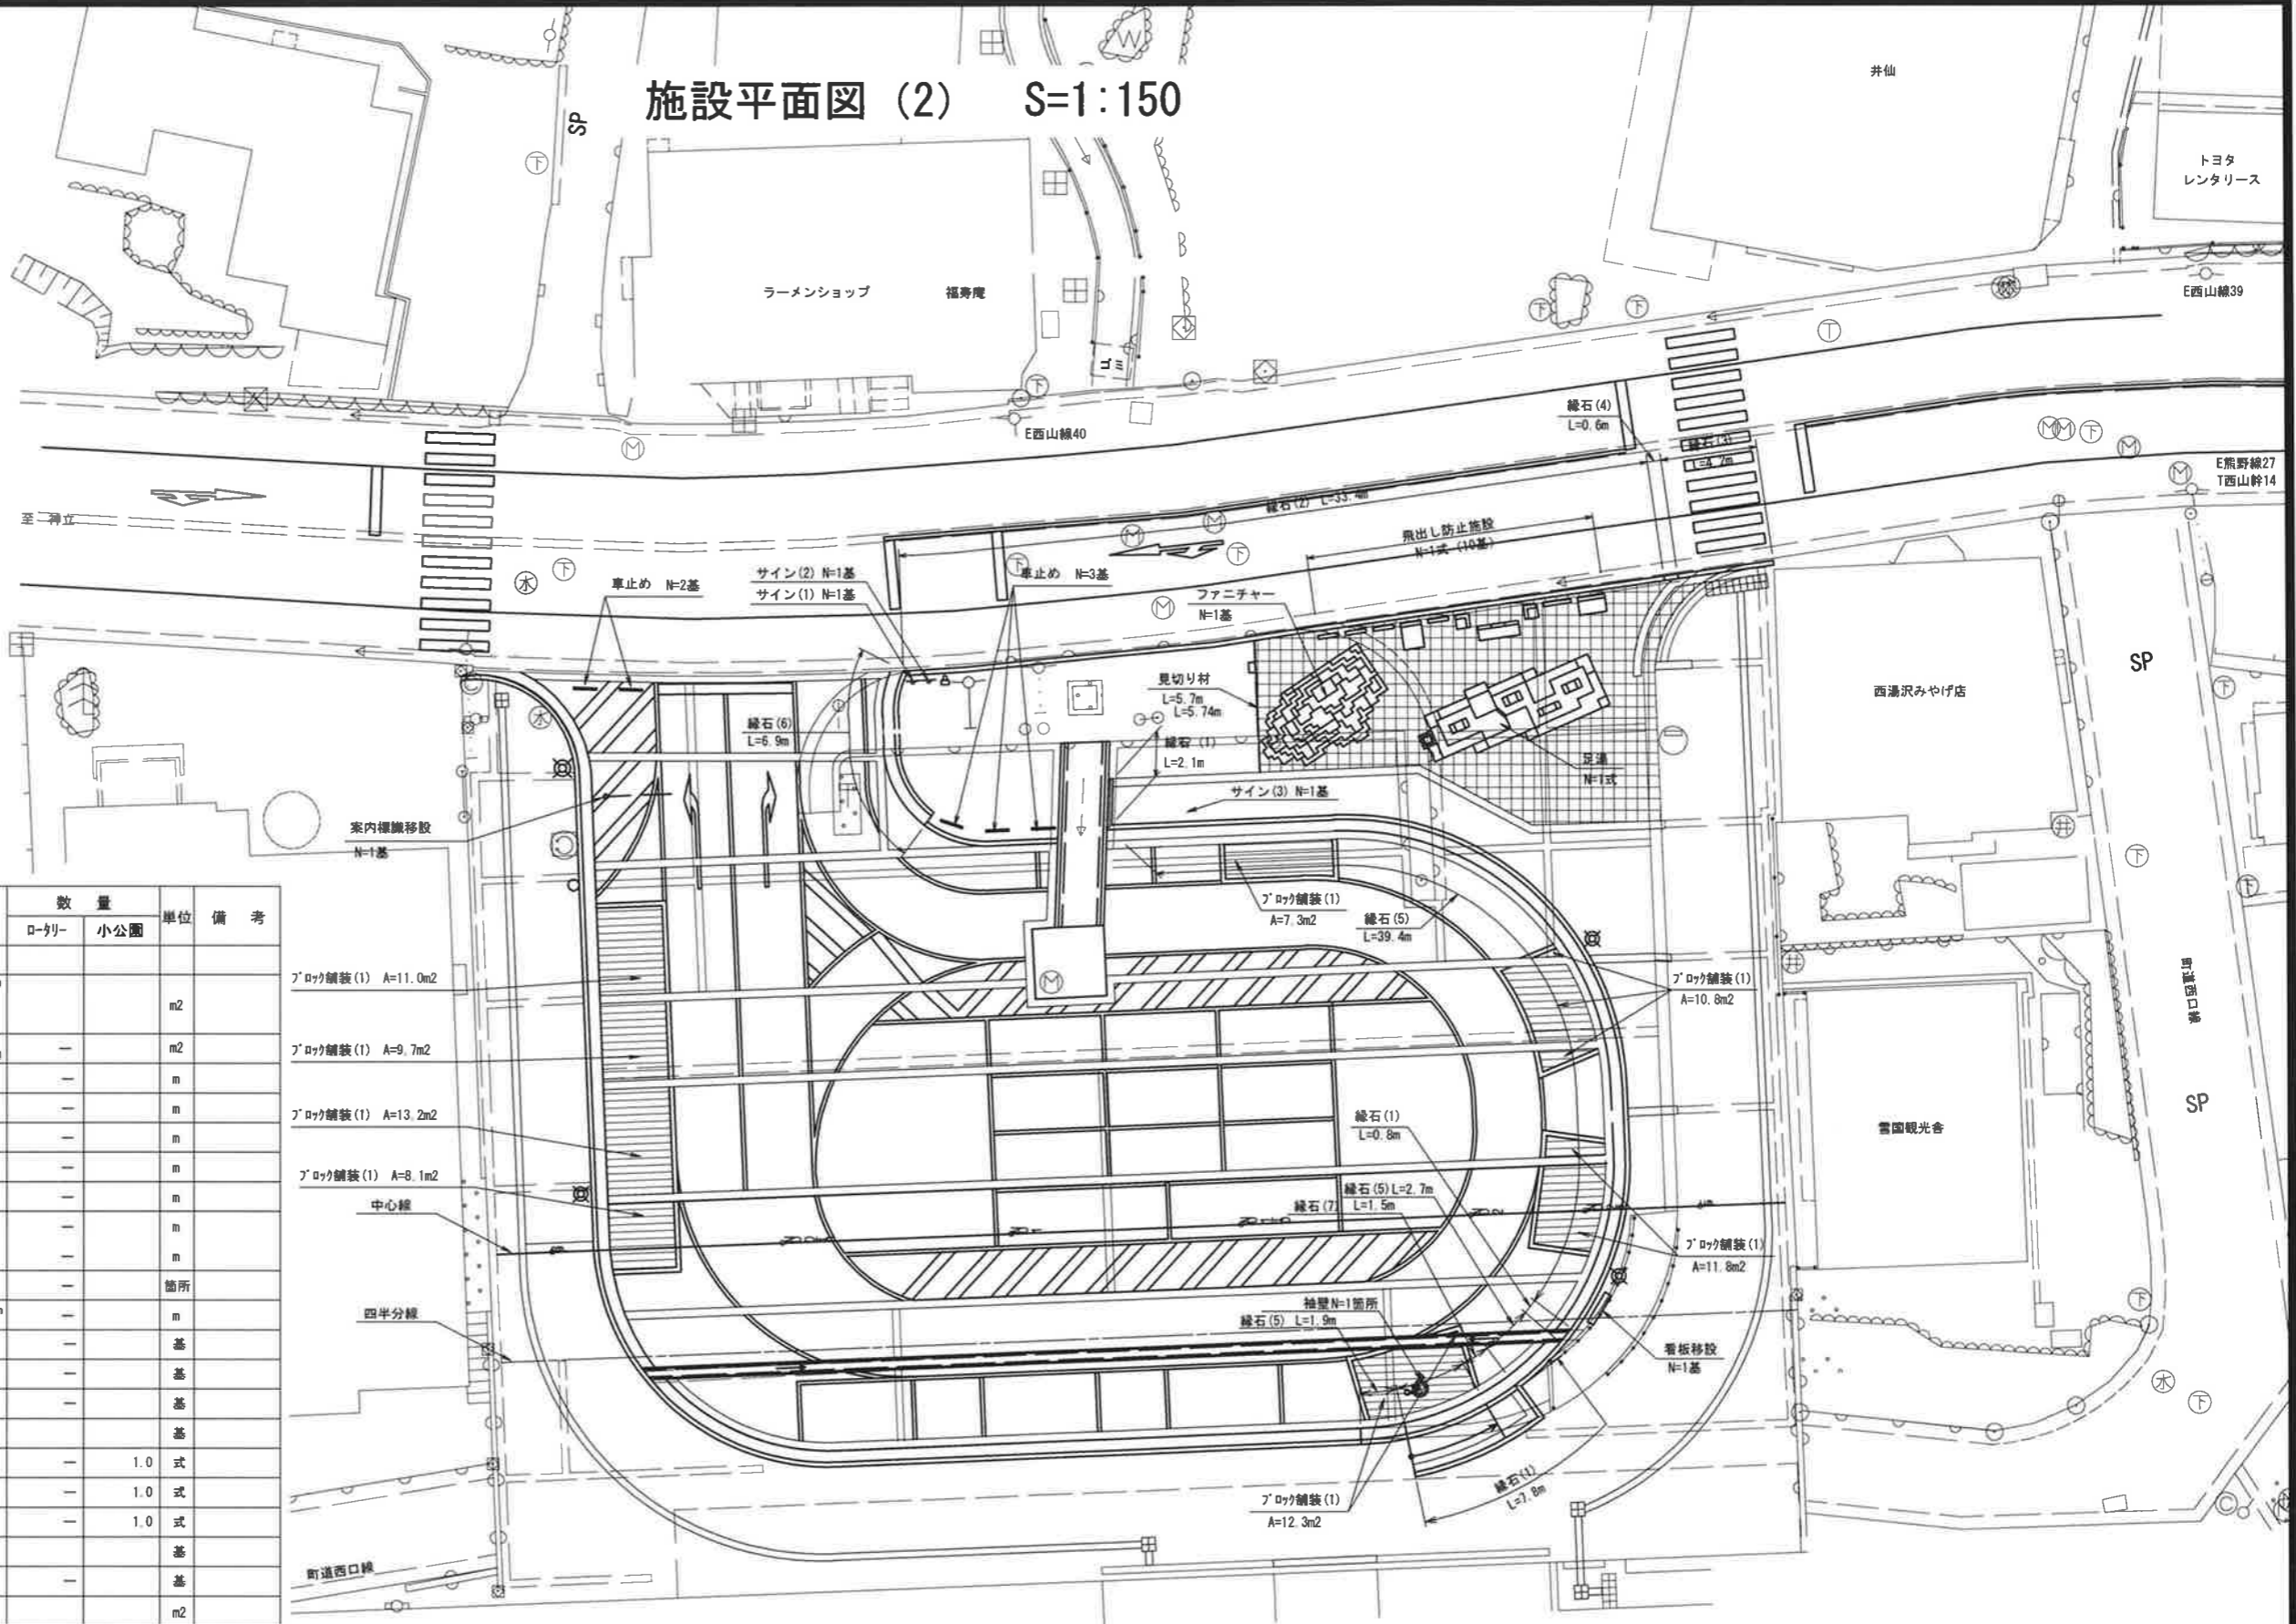 施設平面図 (2) S=1:150
井仙
トヨタ
レンタリース
SP
ラーメンショップ
福寿庵
E西山線39
E西山線40
ゴミ
縁石(4)
L=0.6m
縁石(3)
L=4.2m
E熊野線27
T西山幹14
至 神立
縁石(2) L=33.4m
飛出し防止施設
N=1式 (10基)
車止め N=2基
サイン(2) N=1基
サイン(1) N=1基
車止め N=3基
ファニチャー
N=1基
見切り材
L=5.7m
L=5.74m
縁石(6)
L=6.9m
縁石 (1)
L=2.1m
西湯沢みやげ店
SP
足湯
N=1式
サイン(3) N=1基
案内標識移設
N=1基
数 量
単位
備 考
ロータリー
小公園
ブロック舗装(1)
A=7.3m2
縁石(5)
L=39.4m
ブロック舗装(1) A=11.0m2
ブロック舗装(1)
A=10.8m2
町道西口線
m2
ブロック舗装(1) A=9.7m2
― m2
― m
― m
ブロック舗装(1) A=13.2m2
― m
縁石(1)
L=0.8m
SP
雪国観光舎
― m
ブロック舗装(1) A=8.1m2
― m
中心線
縁石(5) L=2.7m
縁石(7) L=1.5m
― m
― m
ブロック舗装(1)
A=11.8m2
― 箇所
四半分線
― m
袖壁N=1箇所
縁石(5) L=1.9m
― 基
看板移設
N=1基
― 基
― 基
基
― 1.0 式
― 1.0 式
― 1.0 式
縁石(1)
L=7.8m
ブロック舗装(1)
A=12.3m2
基
町道西口線
― 基
m2